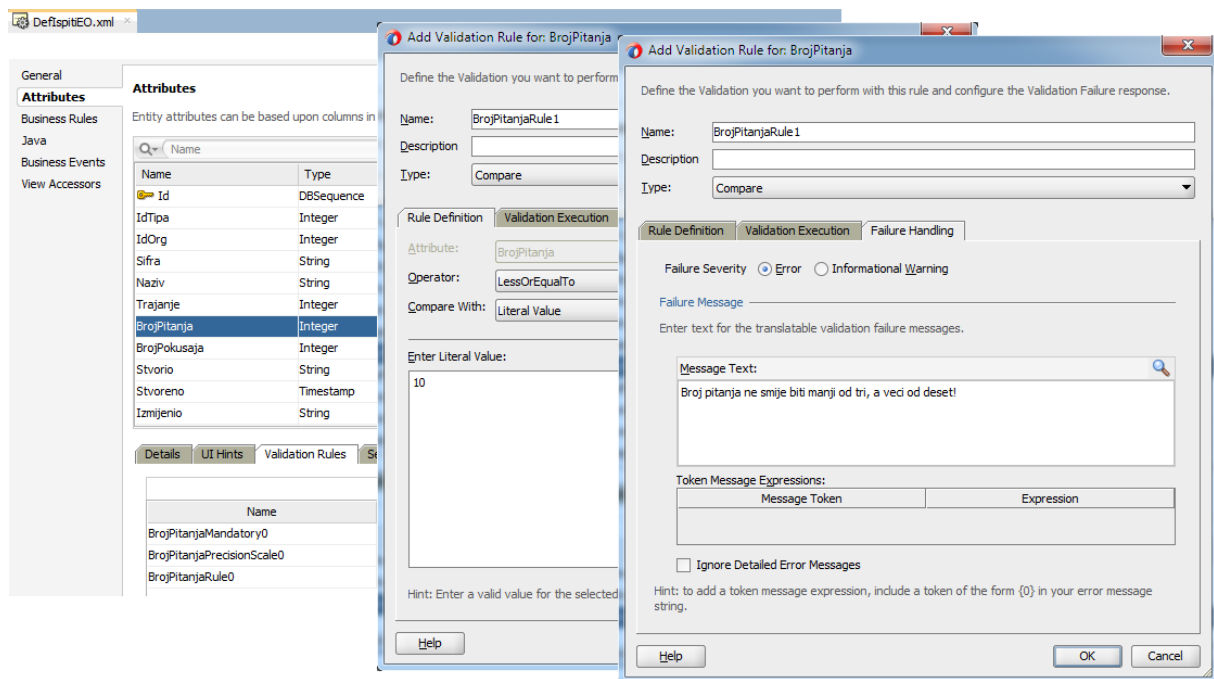 DefIspitiEO.xml
General
Attributes
Business Rules
Java
Business Events
View Accessors
Attributes
Entity attributes can be based upon columns in
Name
Name Type
Id DBSequence
IdTipa Integer
IdOrg Integer
Sifra String
Naziv String
Trajanje Integer
BrojPitanja Integer
BrojPokusaja Integer
Stvorio String
Stvoreno Timestamp
Izmijenio String
Details UI Hints Validation Rules Se
Name
BrojPitanjaMandatory0
BrojPitanjaPrecisionScale0
BrojPitanjaRule0
Add Validation Rule for: BrojPitanja
Define the Validation you want to perform
Name: BrojPitanjaRule1
Description
Type: Compare
Rule Definition Validation Execution
Attribute: BrojPitanja
Operator: LessOrEqualTo
Compare With: Literal Value
Enter Literal Value:
10
Hint: Enter a valid value for the selected
Help
Add Validation Rule for: BrojPitanja
Define the Validation you want to perform with this rule and configure the Validation Failure response.
Name: BrojPitanjaRule1
Description
Type: Compare
Rule Definition Validation Execution Failure Handling
Failure Severity Error Informational Warning
Failure Message
Enter text for the translatable validation failure messages.
Message Text:
Broj pitanja ne smije biti manji od tri, a veci od deset!
Token Message Expressions:
Message Token Expression
Ignore Detailed Error Messages
Hint: to add a token message expression, include a token of the form {0} in your error message
string.
Help OK Cancel